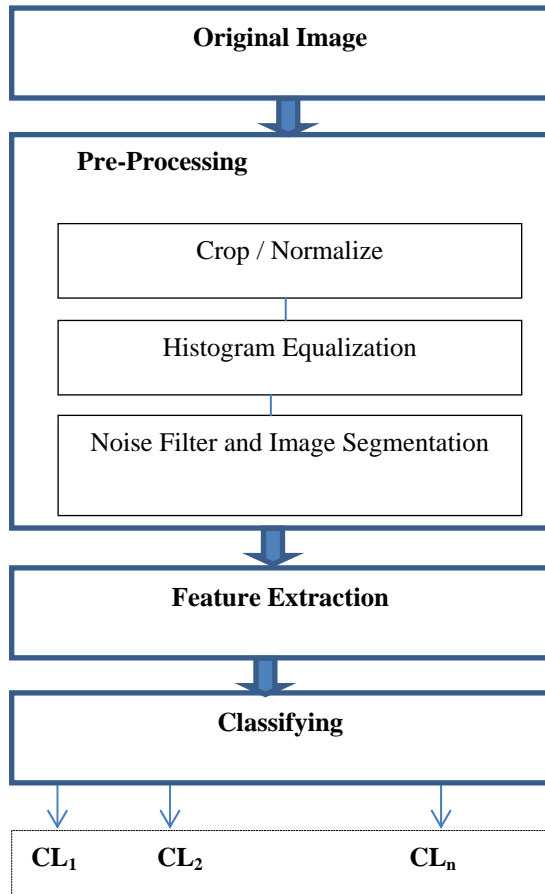 Original Image
Pre-Processing
Crop / Normalize
Histogram Equalization
Noise Filter and Image Segmentation
Feature Extraction
Classifying
CL₁ CL₂ CLₙ